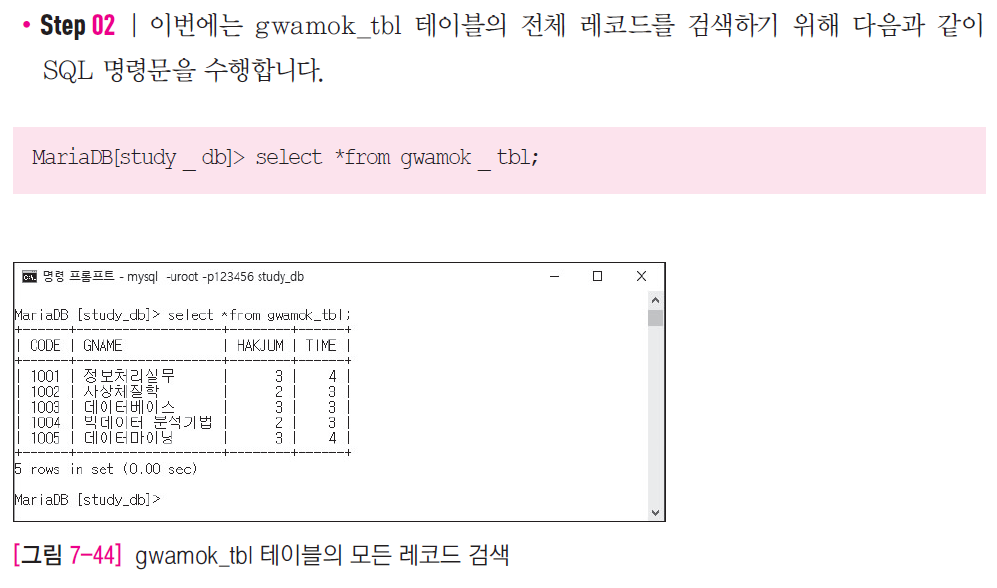 • Step 02 | 이번에는 gwamok_tbl 테이블의 전체 레코드를 검색하기 위해 다음과 같이
SQL 명령문을 수행합니다.
MariaDB[study _ db]> select *from gwamok _ tbl;
명령 프롬프트 - mysql -uroot -p123456 study_db
MariaDB [study_db]> select *from gwamok_tbl;
+------+-----------------+--------+------+
| CODE | GNAME | HAKJUM | TIME |
+------+-----------------+--------+------+
| 1001 | 정보처리실무 | 3 | 4 |
| 1002 | 사상체질학 | 2 | 3 |
| 1003 | 데이터베이스 | 3 | 3 |
| 1004 | 빅데이터 분석기법 | 2 | 3 |
| 1005 | 데이터마이닝 | 3 | 4 |
+------+-----------------+--------+------+
5 rows in set (0.00 sec)
MariaDB [study_db]>
[그림 7-44] gwamok_tbl 테이블의 모든 레코드 검색